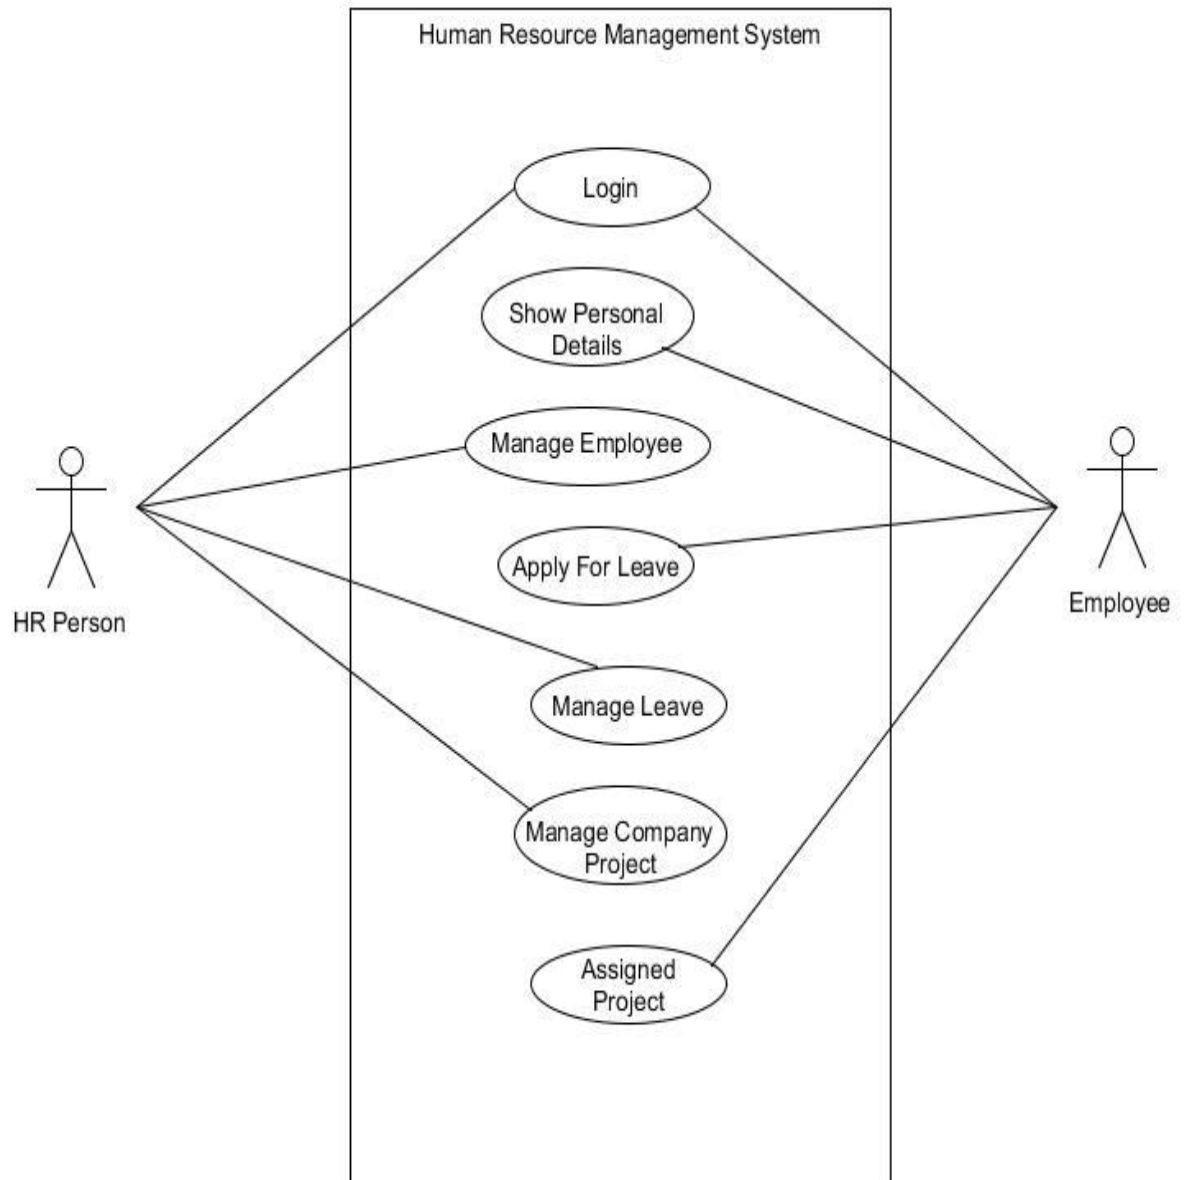 Human Resource Management System
Login
Show Personal
Details
Manage Employee
Apply For Leave
HR Person
Employee
Manage Leave
Manage Company
Project
Assigned
Project